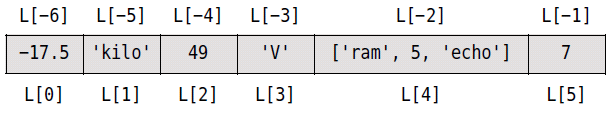 L[−6] L[−5] L[−4] L[−3] L[−2] L[−1]
−17.5 'kilo' 49 'V' ['ram', 5, 'echo'] 7
L[0] L[1] L[2] L[3] L[4] L[5]